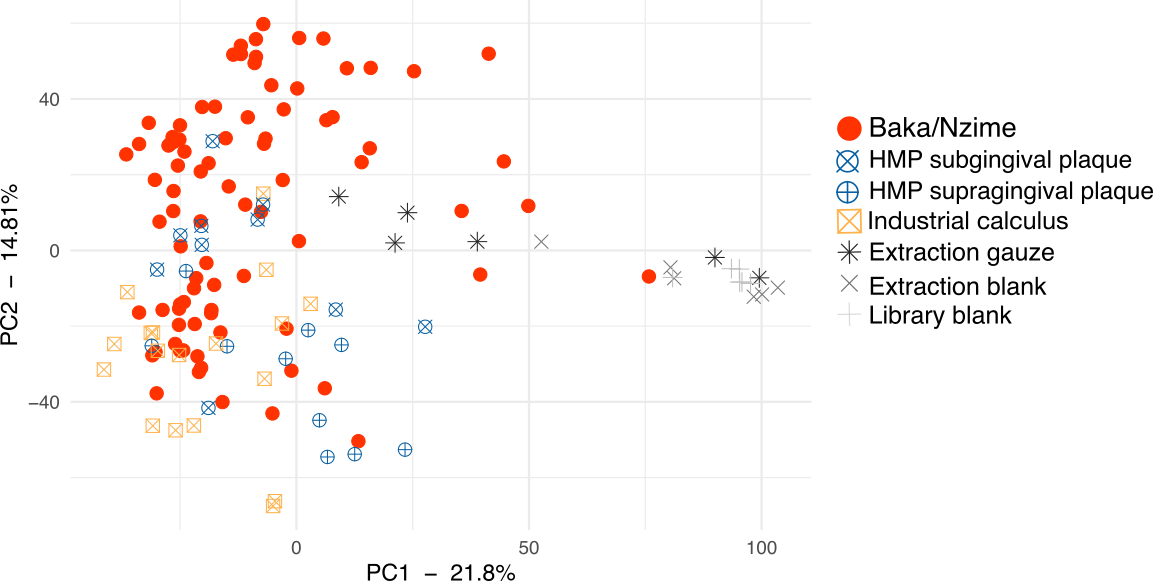 40
0
−40
PC2 − 14.81%
0
50
100
PC1 − 21.8%
Baka/Nzime
HMP subgingival plaque
HMP supragingival plaque
Industrial calculus
Extraction gauze
Extraction blank
Library blank